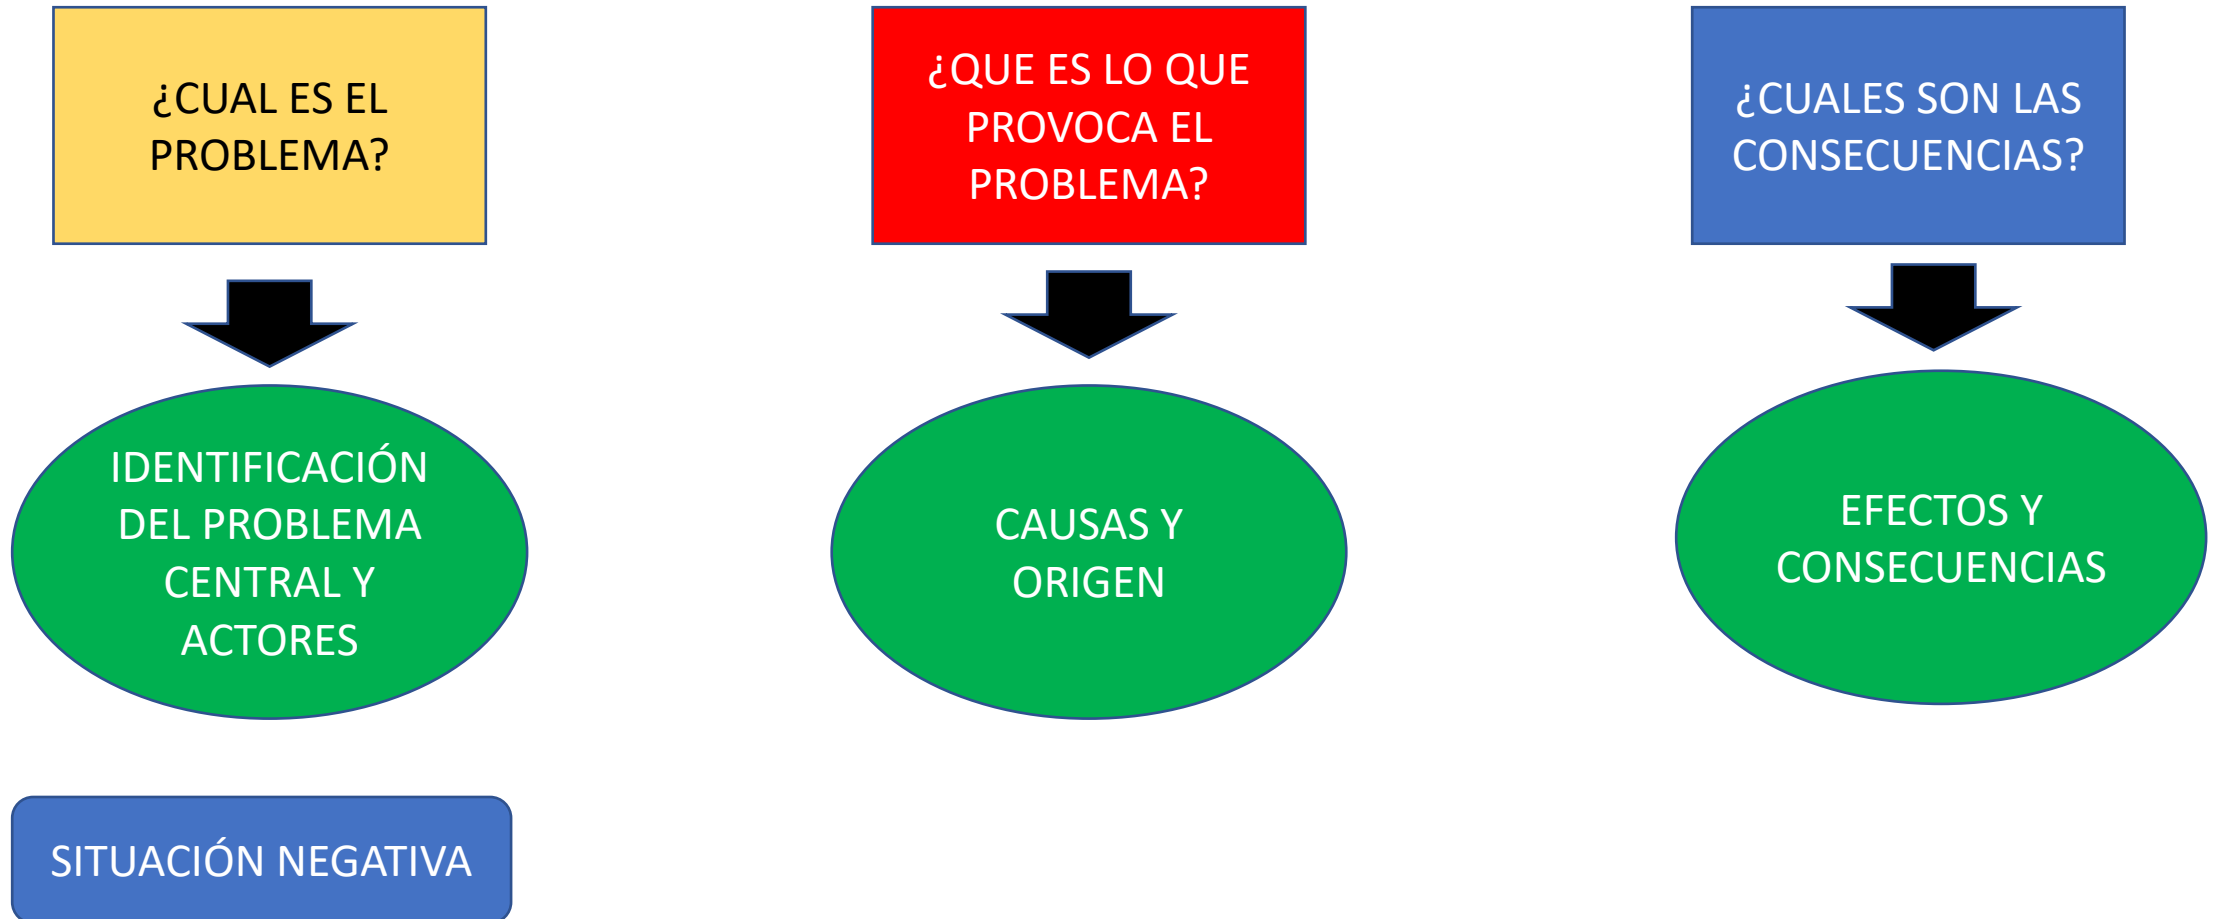 ¿CUAL ES EL
PROBLEMA?
¿QUE ES LO QUE
PROVOCA EL
PROBLEMA?
¿CUALES SON LAS
CONSECUENCIAS?
IDENTIFICACIÓN
DEL PROBLEMA
CENTRAL Y
ACTORES
CAUSAS Y
ORIGEN
EFECTOS Y
CONSECUENCIAS
SITUACIÓN NEGATIVA